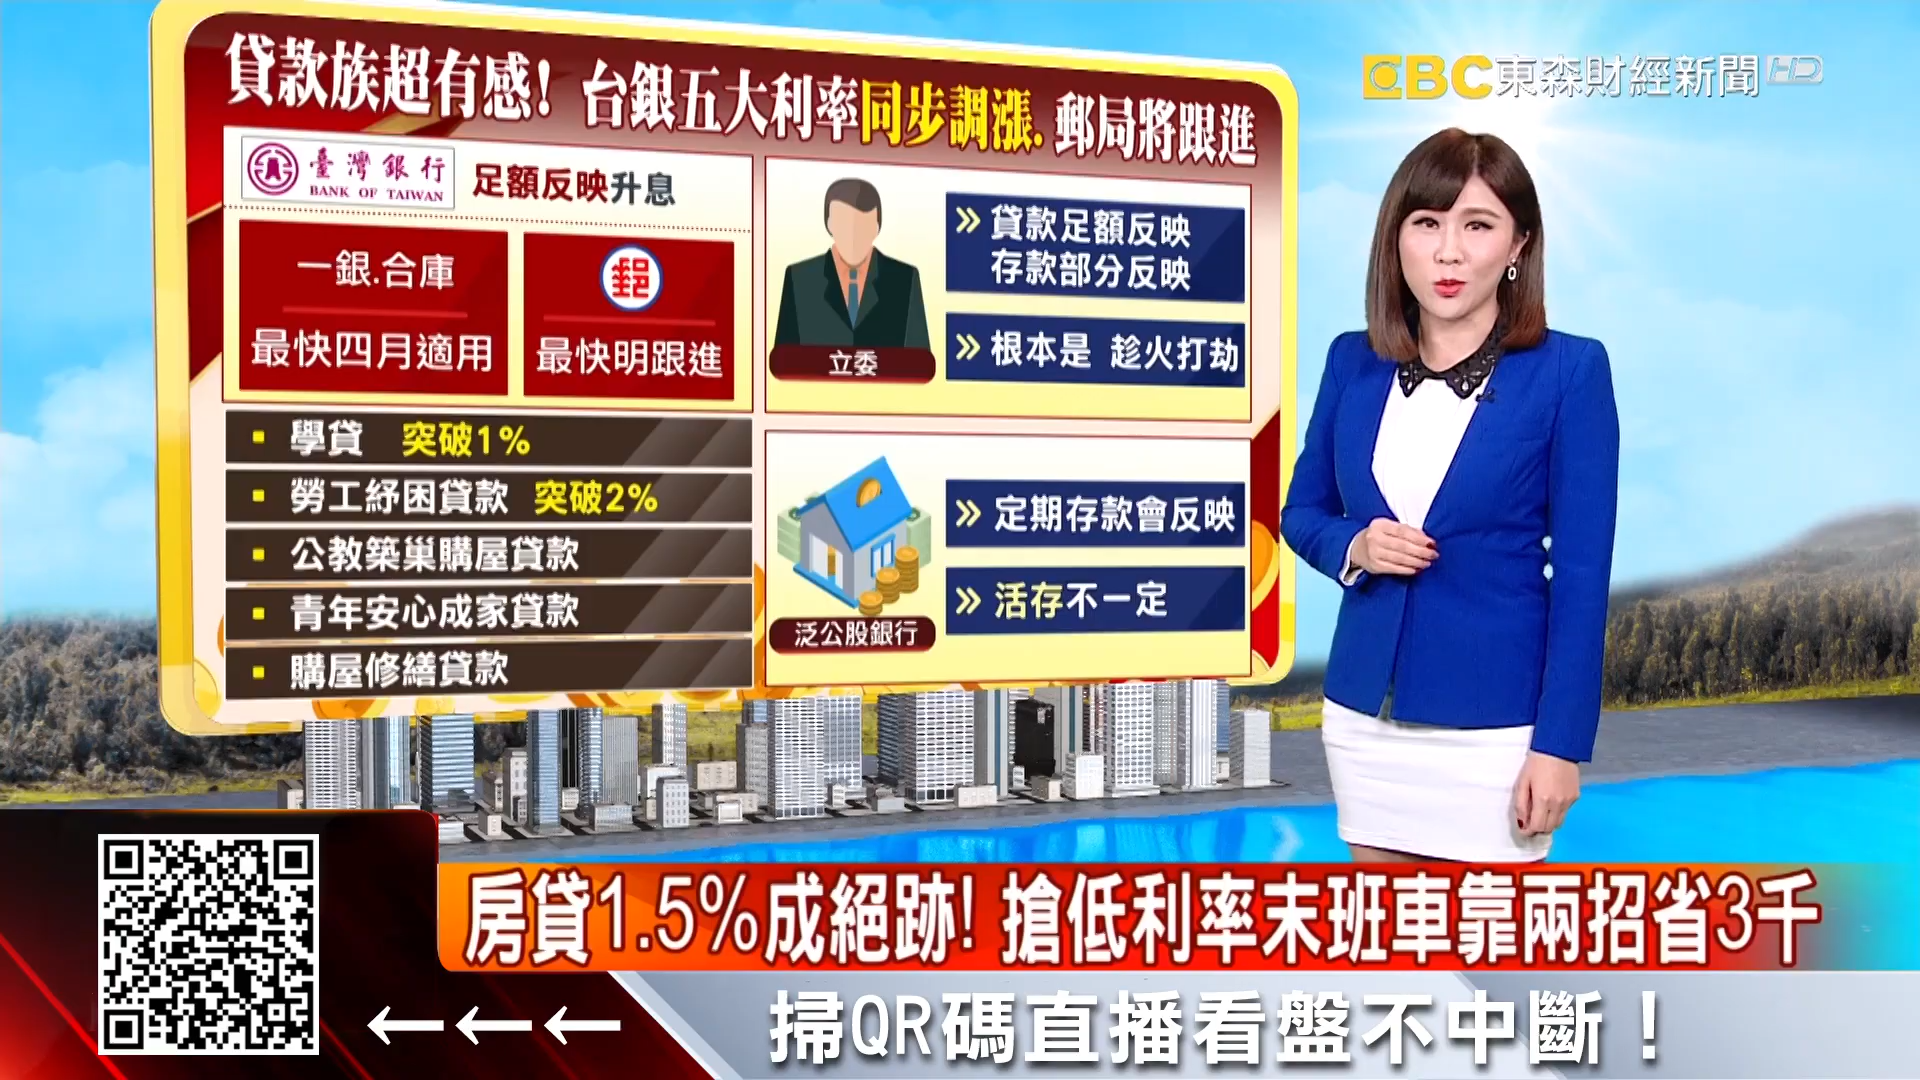 貸款族超有感! 台銀五大利率同步調漲.郵局將跟進
EBC東森財經新聞HD
臺灣銀行
BANK OF TAIWAN
足額反映升息
一銀.合庫
最快四月適用
郵
最快明跟進
學貸 突破1%
勞工紓困貸款 突破2%
公教築巢購屋貸款
青年安心成家貸款
購屋修繕貸款
立委
》貸款足額反映
存款部分反映
》根本是 趁火打劫
泛公股銀行
》定期存款會反映
》活存不一定
房貸1.5%成絕跡! 搶低利率末班車靠兩招省3千
←←← 掃QR碼直播看盤不中斷!